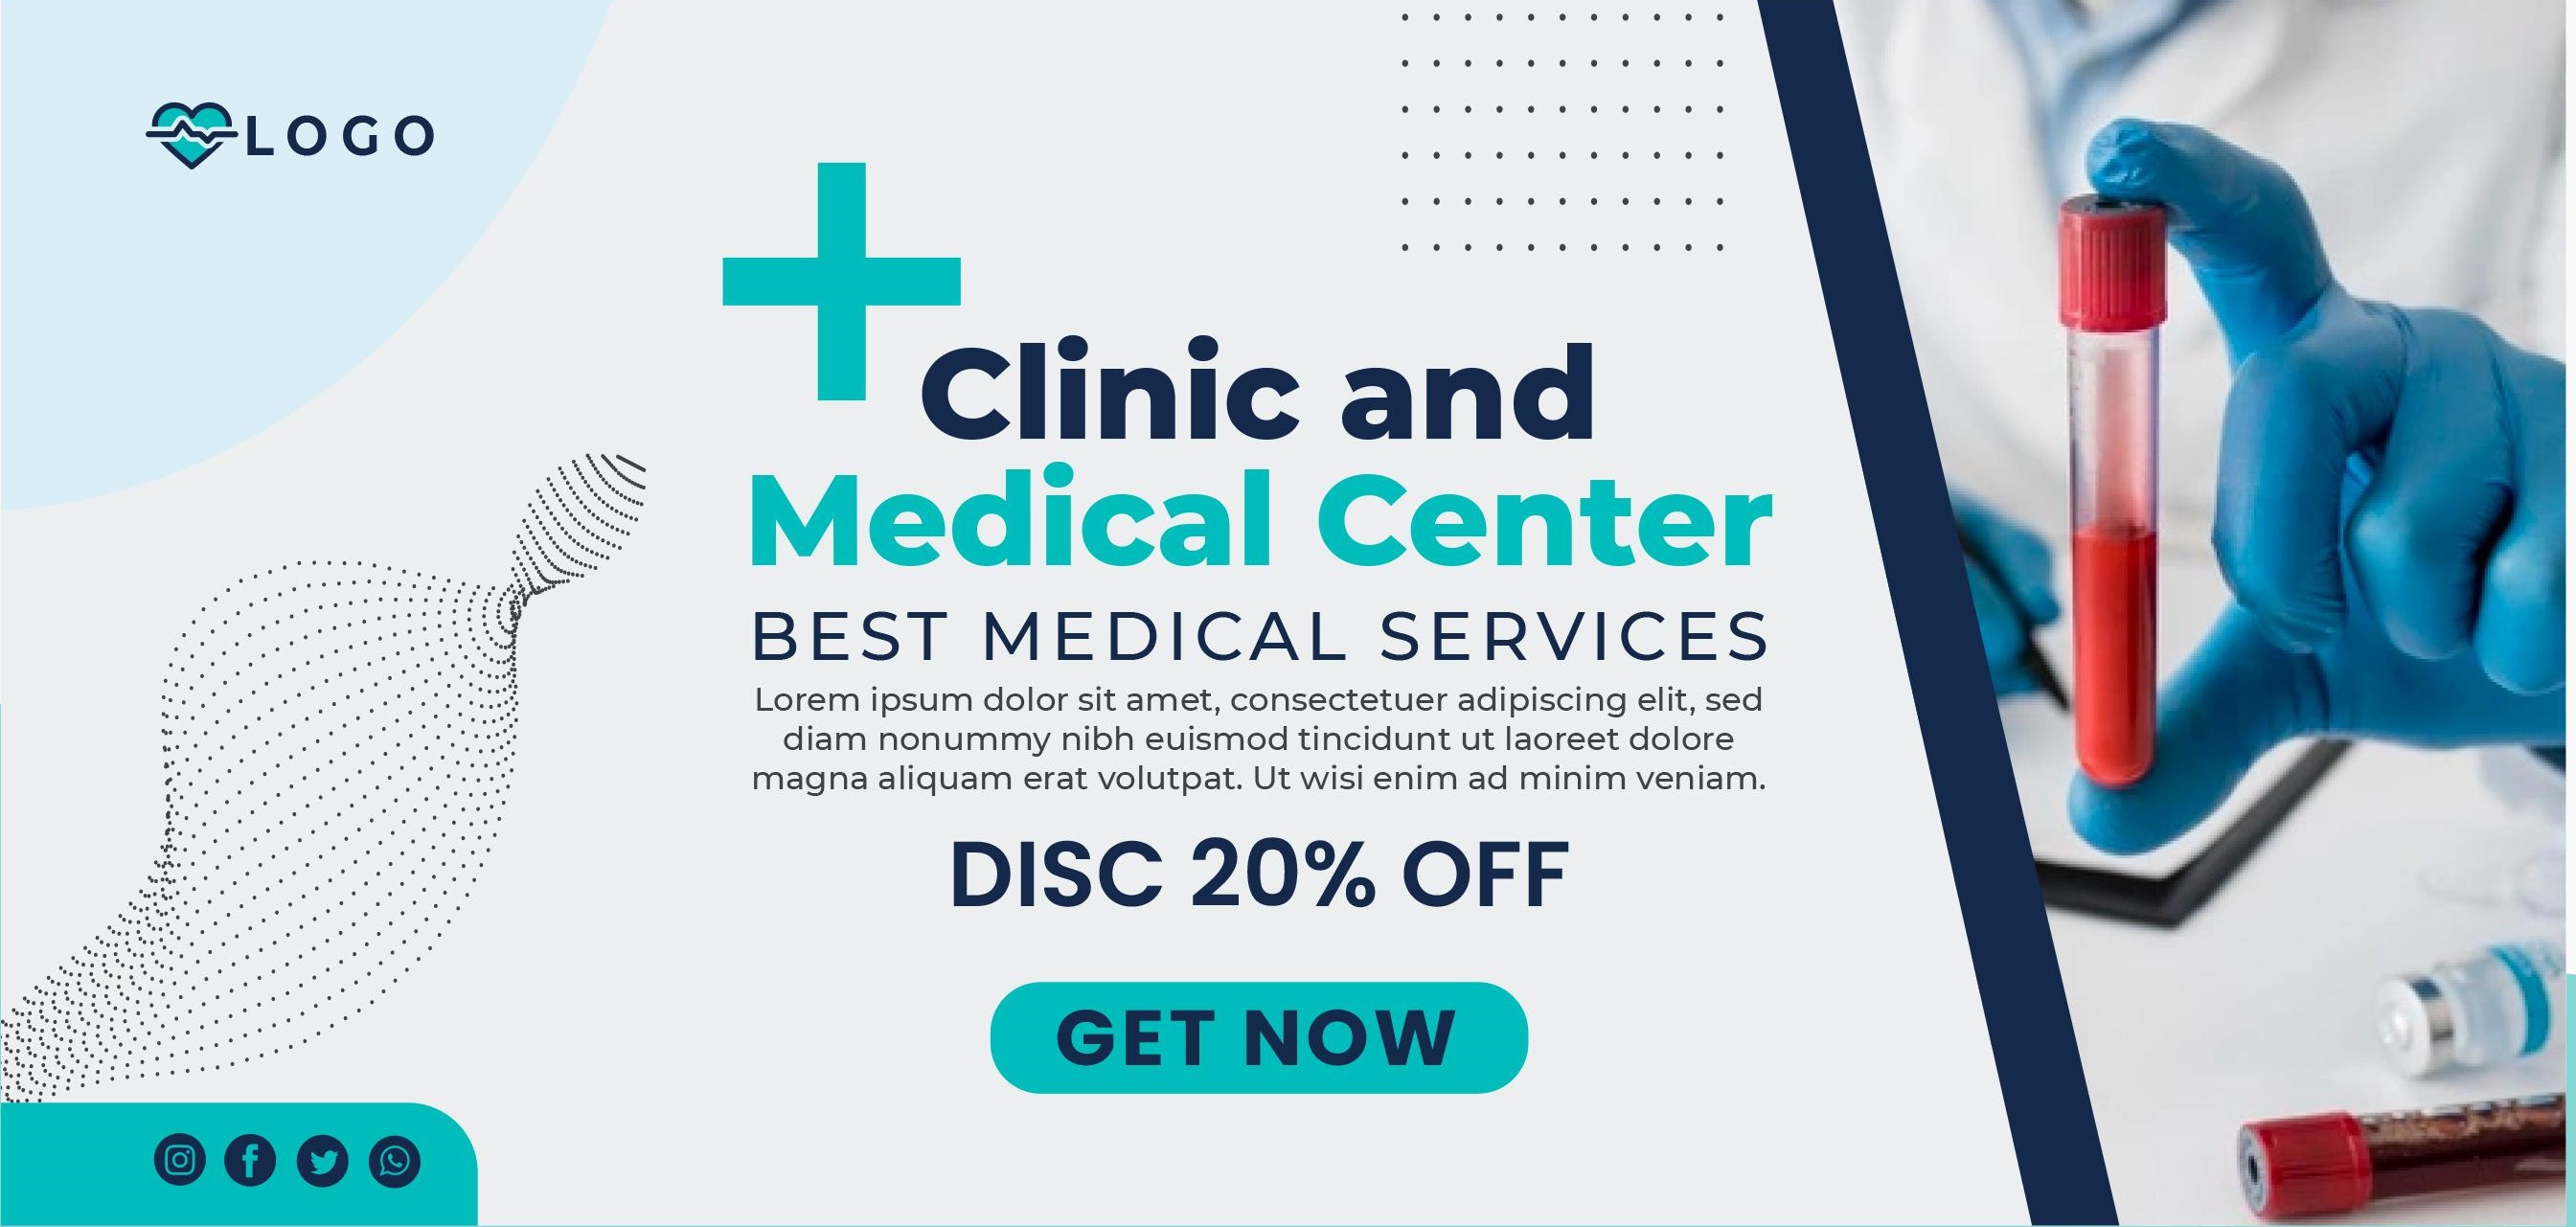 LOGO
Clinic and
Medical Center
BEST MEDICAL SERVICES
Lorem ipsum dolor sit amet, consectetuer adipiscing elit, sed
diam nonummy nibh euismod tincidunt ut laoreet dolore
magna aliquam erat volutpat. Ut wisi enim ad minim veniam.
DISC 20% OFF
GET NOW